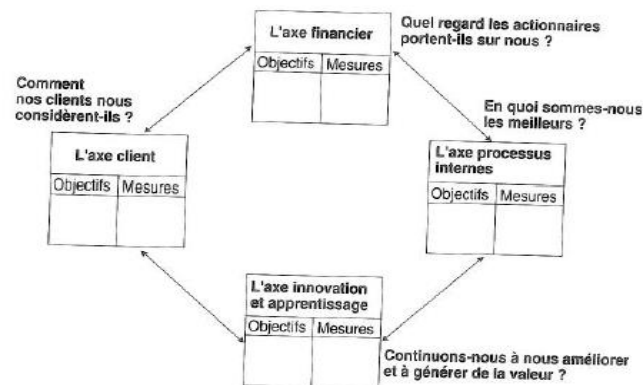 L'axe financier
Objectifs Mesures
Quel regard les actionnaires
portent-ils sur nous ?
Comment
nos clients nous
considèrent-ils ?
L'axe client
Objectifs Mesures
En quoi sommes-nous
les meilleurs ?
L'axe processus
internes
Objectifs Mesures
L'axe innovation
et apprentissage
Objectifs Mesures
Continuons-nous à nous améliorer
et à générer de la valeur ?